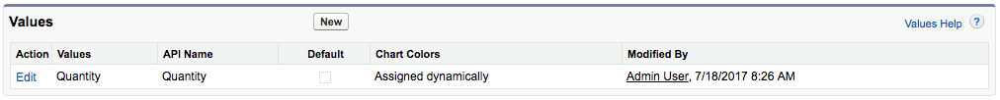 Values New Values Help ?
Action Values API Name Default Chart Colors Modified By
Edit Quantity Quantity Assigned dynamically Admin User, 7/18/2017 8:26 AM